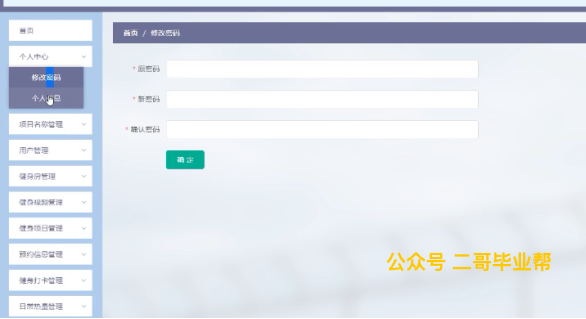 首页
个人中心
修改密码
个人信息
项目名称管理
用户管理
健身房管理
健身视频管理
健身项目管理
预约信息管理
健身打卡管理
日常热量管理
首页 / 修改密码
* 原密码
* 新密码
* 确认密码
确定
公众号 二哥毕业帮